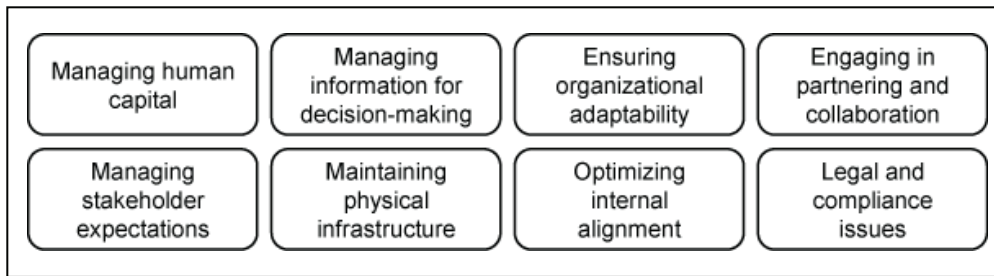 Managing human
capital
Managing
information for
decision-making
Ensuring
organizational
adaptability
Engaging in
partnering and
collaboration
Managing
stakeholder
expectations
Maintaining
physical
infrastructure
Optimizing
internal
alignment
Legal and
compliance
issues